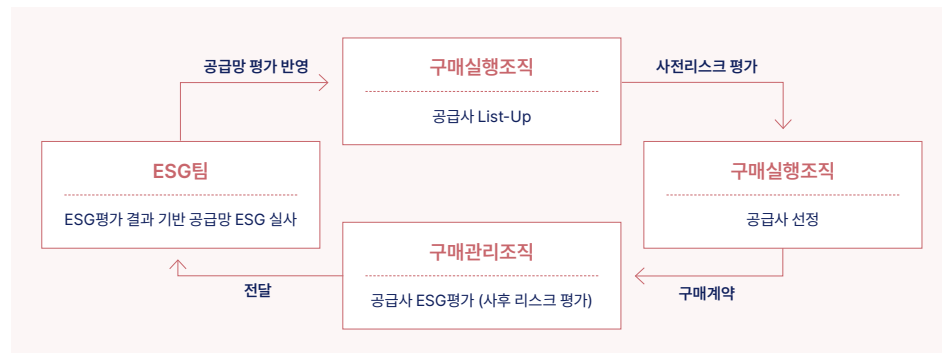 공급망 평가 반영
구매실행조직
공급사 List-Up
사전리스크 평가
ESG팀
ESG평가 결과 기반 공급망 ESG 실사
구매실행조직
공급사 선정
구매관리조직
공급사 ESG평가 (사후 리스크 평가)
전달
구매계약